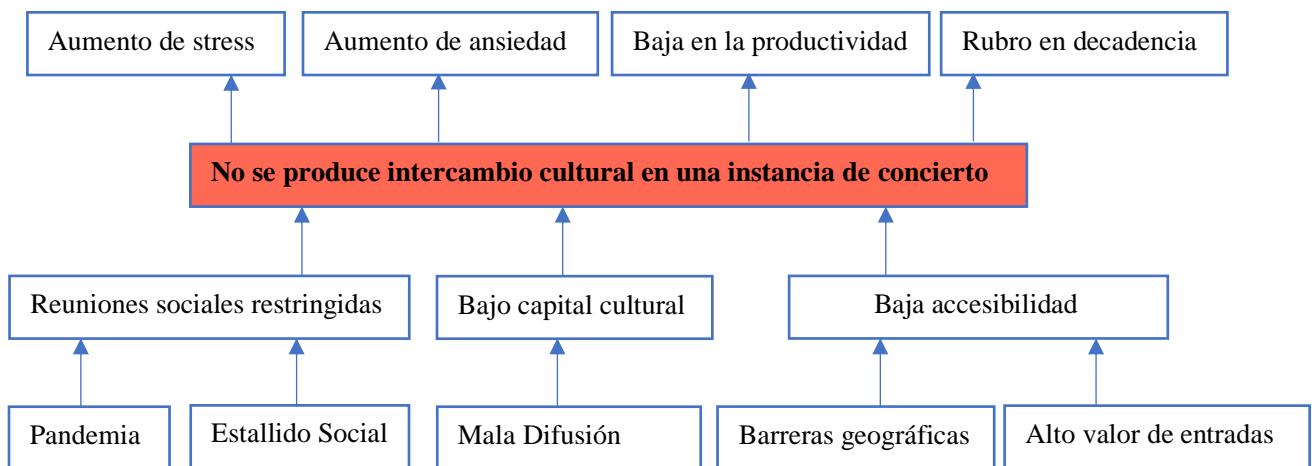 Aumento de stress
Aumento de ansiedad
Baja en la productividad
Rubro en decadencia
No se produce intercambio cultural en una instancia de concierto
Reuniones sociales restringidas
Bajo capital cultural
Baja accesibilidad
Pandemia
Estallido Social
Mala Difusión
Barreras geográficas
Alto valor de entradas